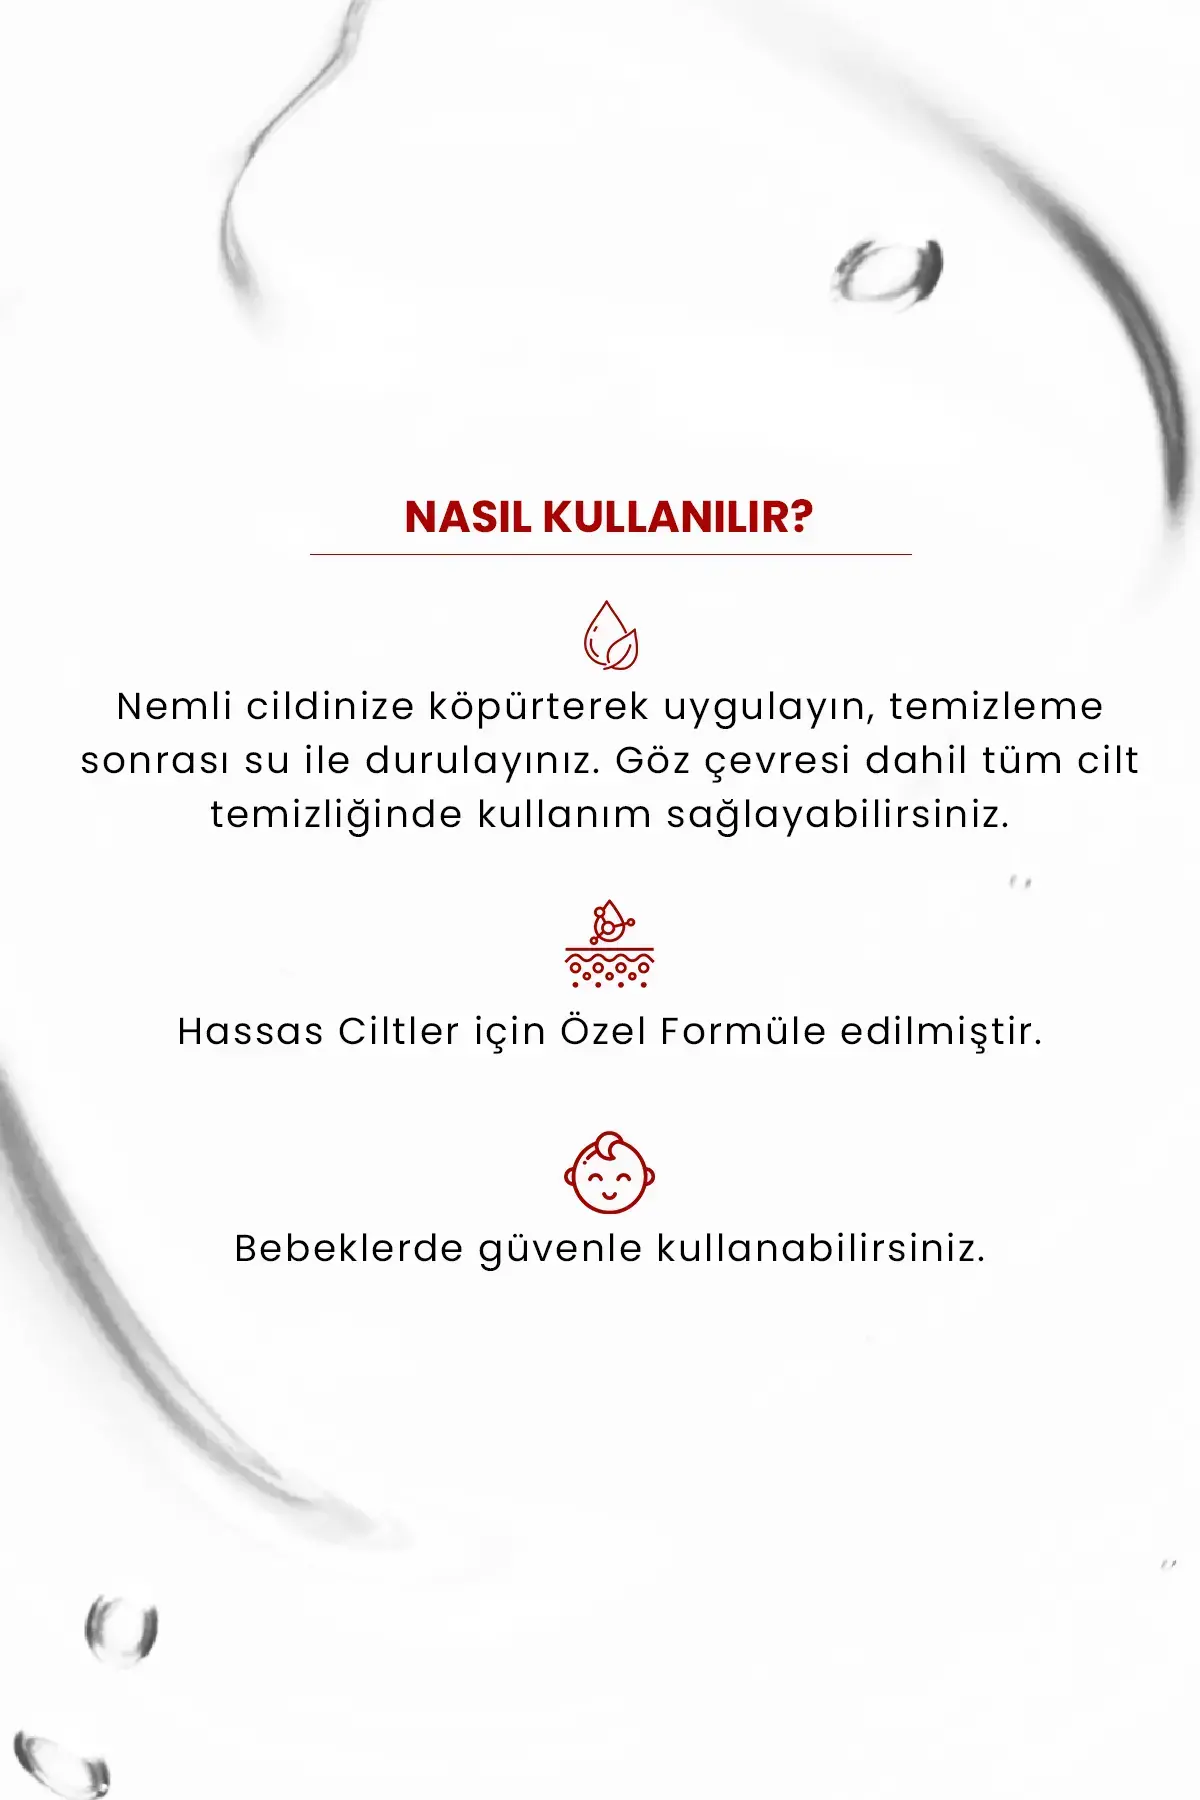 NASIL KULLANILIR?
Nemli cildinize köpürterek uygulayın, temizleme
sonrası su ile durulayınız. Göz çevresi dahil tüm cilt
temizliğinde kullanım sağlayabilirsiniz.
Hassas Ciltler için Özel Formüle edilmiştir.
Bebeklerde güvenle kullanabilirsiniz.